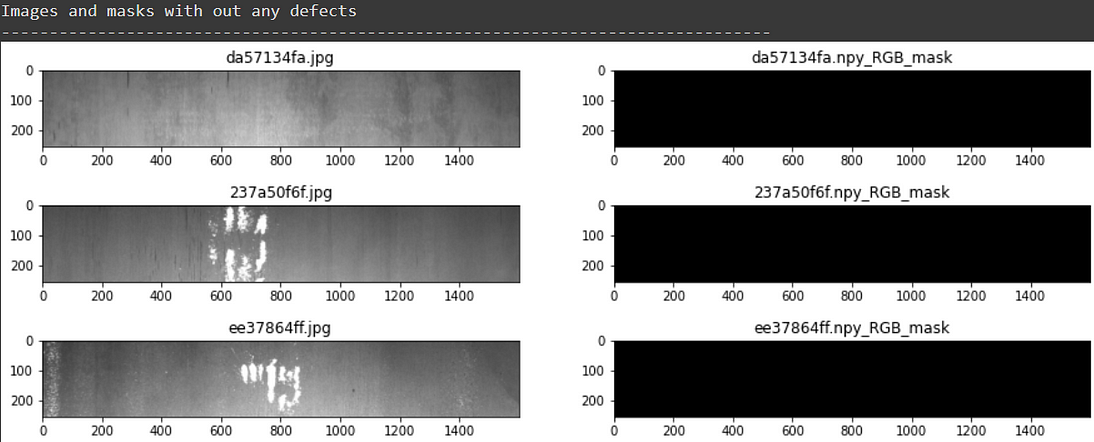 Images and masks with out any defects
--------------------------------------------------------------------------------
da57134fa.jpg
da57134fa.npy_RGB_mask
0
100
200
0 200 400 600 800 1000 1200 1400
0
100
200
0 200 400 600 800 1000 1200 1400
237a50f6f.jpg
237a50f6f.npy_RGB_mask
0
100
200
0 200 400 600 800 1000 1200 1400
0
100
200
0 200 400 600 800 1000 1200 1400
ee37864ff.jpg
ee37864ff.npy_RGB_mask
0
100
200
0 200 400 600 800 1000 1200 1400
0
100
200
0 200 400 600 800 1000 1200 1400